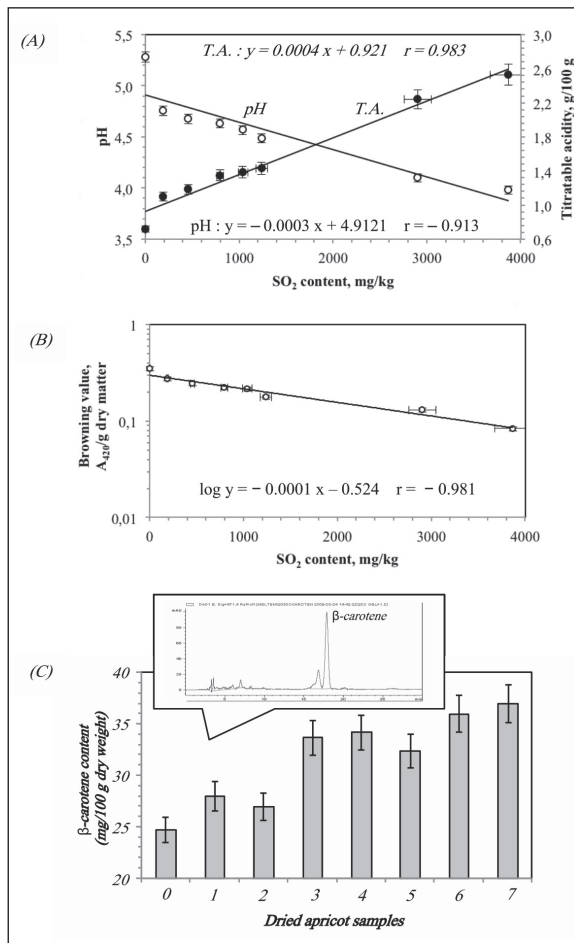 (A)
T.A. : y = 0.0004 x + 0.921 r = 0.983
5,5
5,0
4,5
4,0
3,5
pH
pH
T.A.
3,0
2,6
2,2
1,8
1,4
1,0
0,6
Titratable acidity, g/100 g
pH : y = − 0.0003 x + 4.9121 r = − 0.913
0 1000 2000 3000 4000
SO2 content, mg/kg
(B)
1
0,1
0,01
Browning value,
A420/g dry matter
log y = − 0.0001 x − 0.524 r = − 0.981
0 1000 2000 3000 4000
SO2 content, mg/kg
(C)
β-carotene
40
35
30
25
20
β-carotene content
(mg/100 g dry weight)
0 1 2 3 4 5 6 7
Dried apricot samples